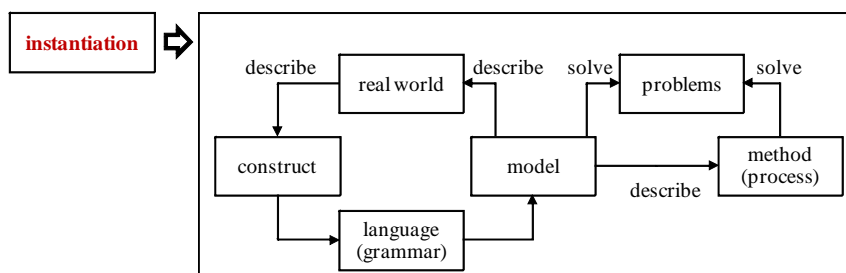 instantiation
describe
real world
describe
solve
problems
solve
construct
model
method
(process)
describe
language
(grammar)